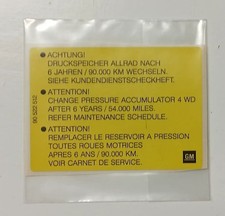 ● ACHTUNG!
DRUCKSPEICHER ALLRAD NACH
6 JAHREN / 90.000 KM WECHSELN.
SIEHE KUNDENDIENSTSCHECKHEFT.
● ATTENTION!
CHANGE PRESSURE ACCUMULATOR 4 WD
AFTER 6 YEARS / 54.000 MILES.
REFER MAINTENANCE SCHEDULE.
● ATTENTION!
REMPLACER LE RESERVOIR A PRESSION
TOUTES ROUES MOTRICES
APRES 6 ANS / 90.000 KM.
VOIR CARNET DE SERVICE.
GM